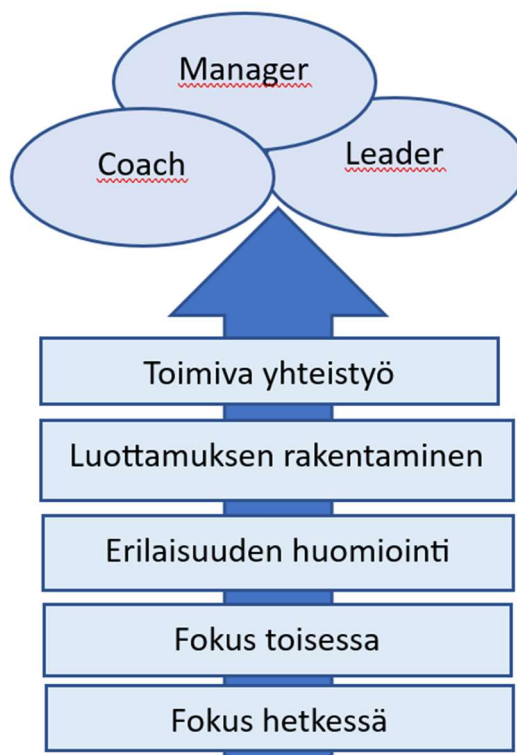 Manager
Coach
Leader
Toimiva yhteistyö
Luottamuksen rakentaminen
Erilaisuuden huomiointi
Fokus toisessa
Fokus hetkessä